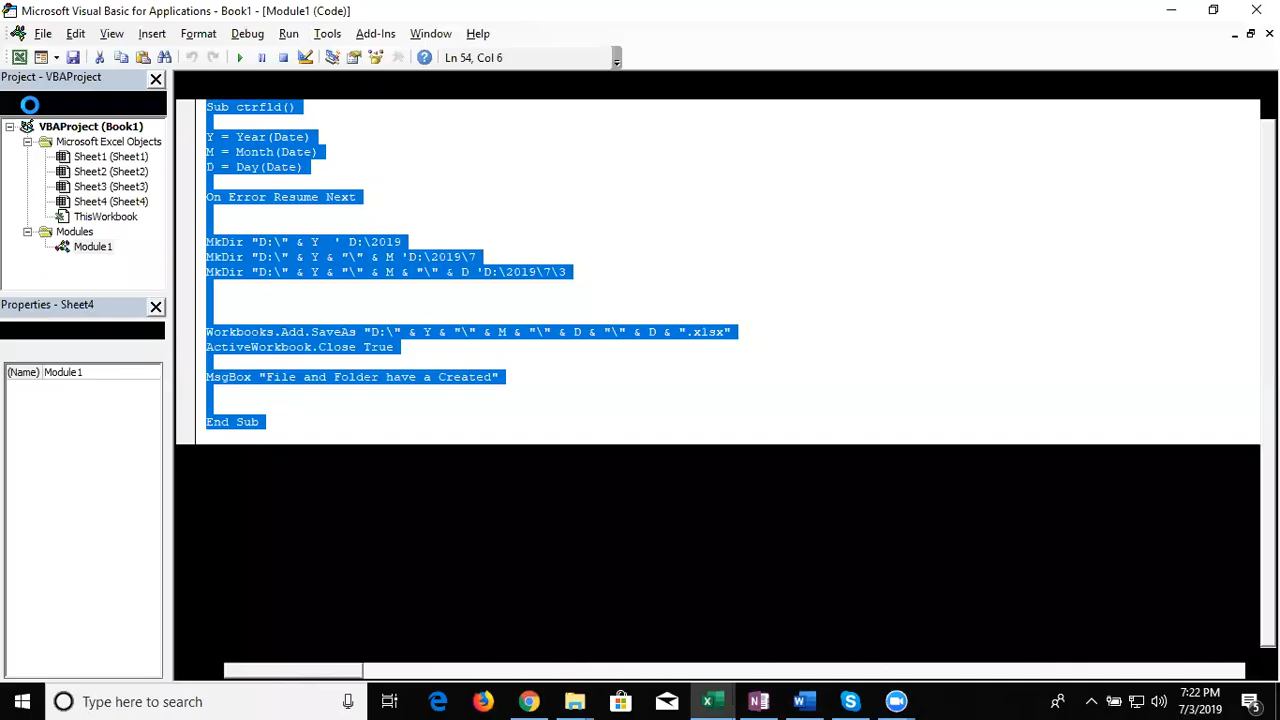 Microsoft Visual Basic for Applications - Book1 - [Module1 (Code)]
File Edit View Insert Format Debug Run Tools Add-Ins Window Help
Ln 54, Col 6
Project - VBAProject
VBAProject (Book1)
Microsoft Excel Objects
Sheet1 (Sheet1)
Sheet2 (Sheet2)
Sheet3 (Sheet3)
Sheet4 (Sheet4)
ThisWorkbook
Modules
Module1
Properties - Sheet4
(Name) Module1
Sub ctrfld()
Y = Year(Date)
M = Month(Date)
D = Day(Date)
On Error Resume Next
MkDir "D:\" & Y ' D:\2019
MkDir "D:\" & Y & "\" & M 'D:\2019\7
MkDir "D:\" & Y & "\" & M & "\" & D 'D:\2019\7\3
Workbooks.Add.SaveAs "D:\" & Y & "\" & M & "\" & D & "\" & D & ".xlsx"
ActiveWorkbook.Close True
MsgBox "File and Folder have a Created"
End Sub
Type here to search
7:22 PM
7/3/2019
5